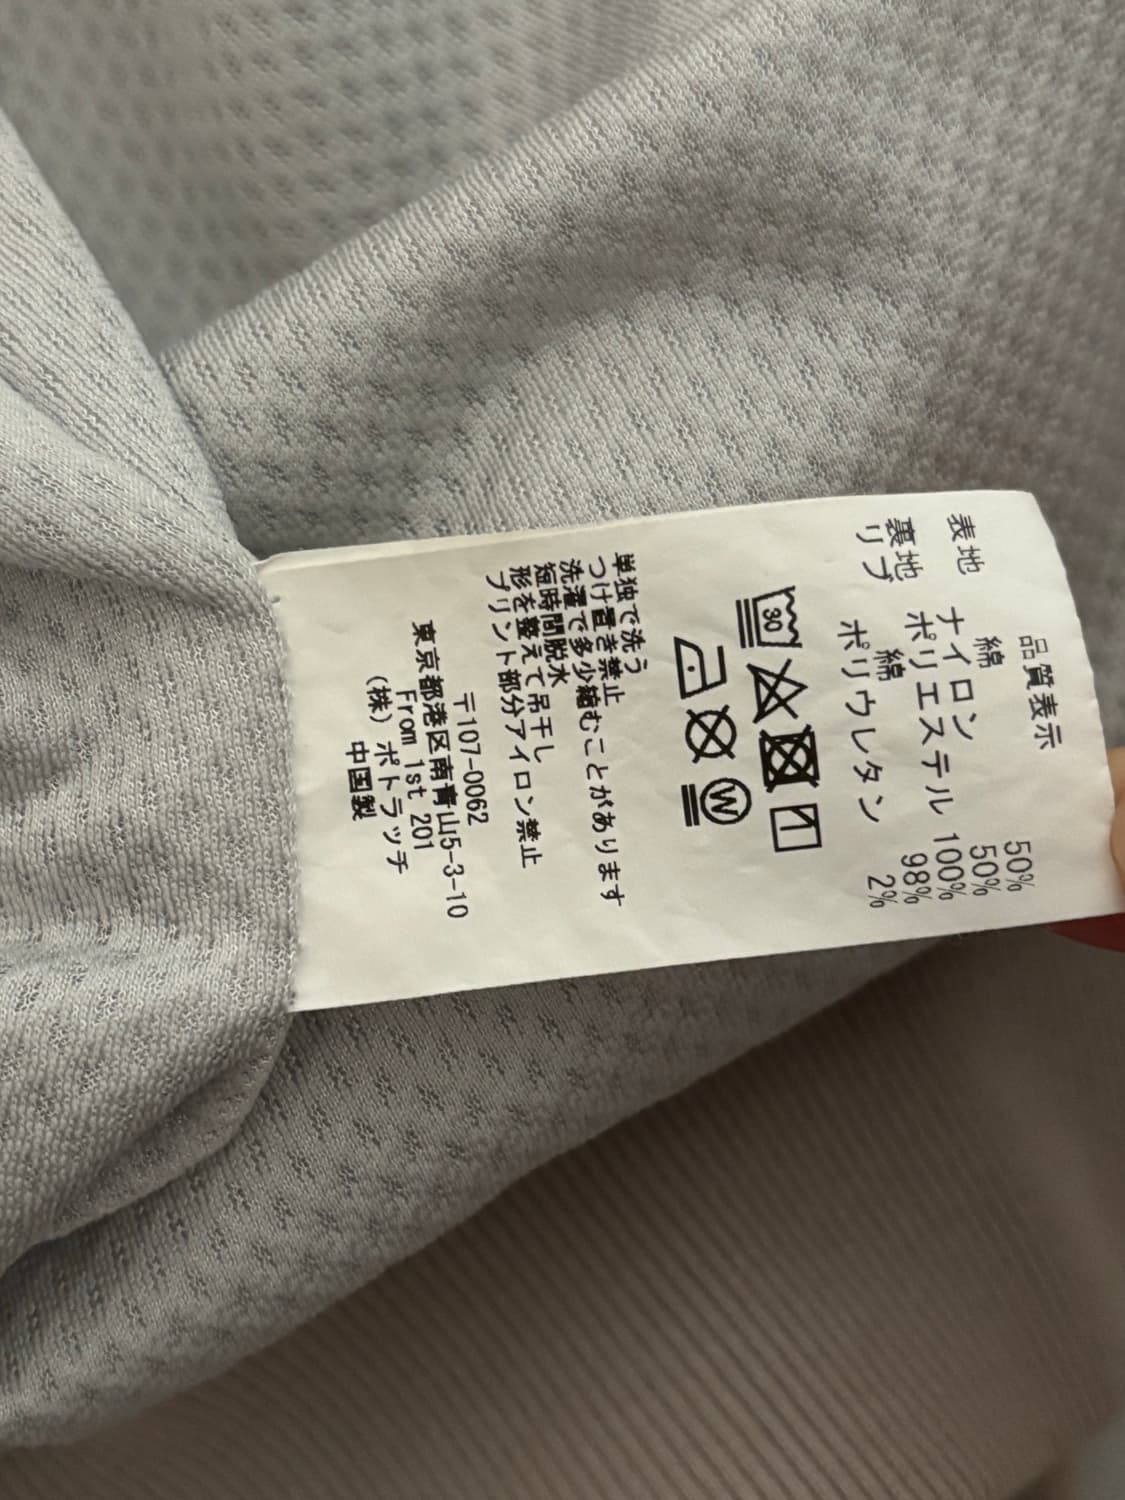 品質表示
表地 綿 50%
ナイロン 50%
裏地 ポリエステル 100%
リブ 綿 98%
ポリウレタン 2%
30
W
単独で洗う
つけ置き禁止
洗濯で多少縮むことがあります
短時間脱水
形を整えて吊干し
プリント部分アイロン禁止
〒107-0062
東京都港区南青山5-3-10
From 1st 201
(株) ポトラッチ
中国製